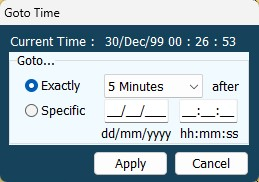 Goto Time
Current Time : 30/Dec/99 00 : 26 : 53
Goto...
Exactly 5 Minutes after
Specific __/__/___ __:__:__
dd/mm/yyyy hh:mm:ss
Apply Cancel